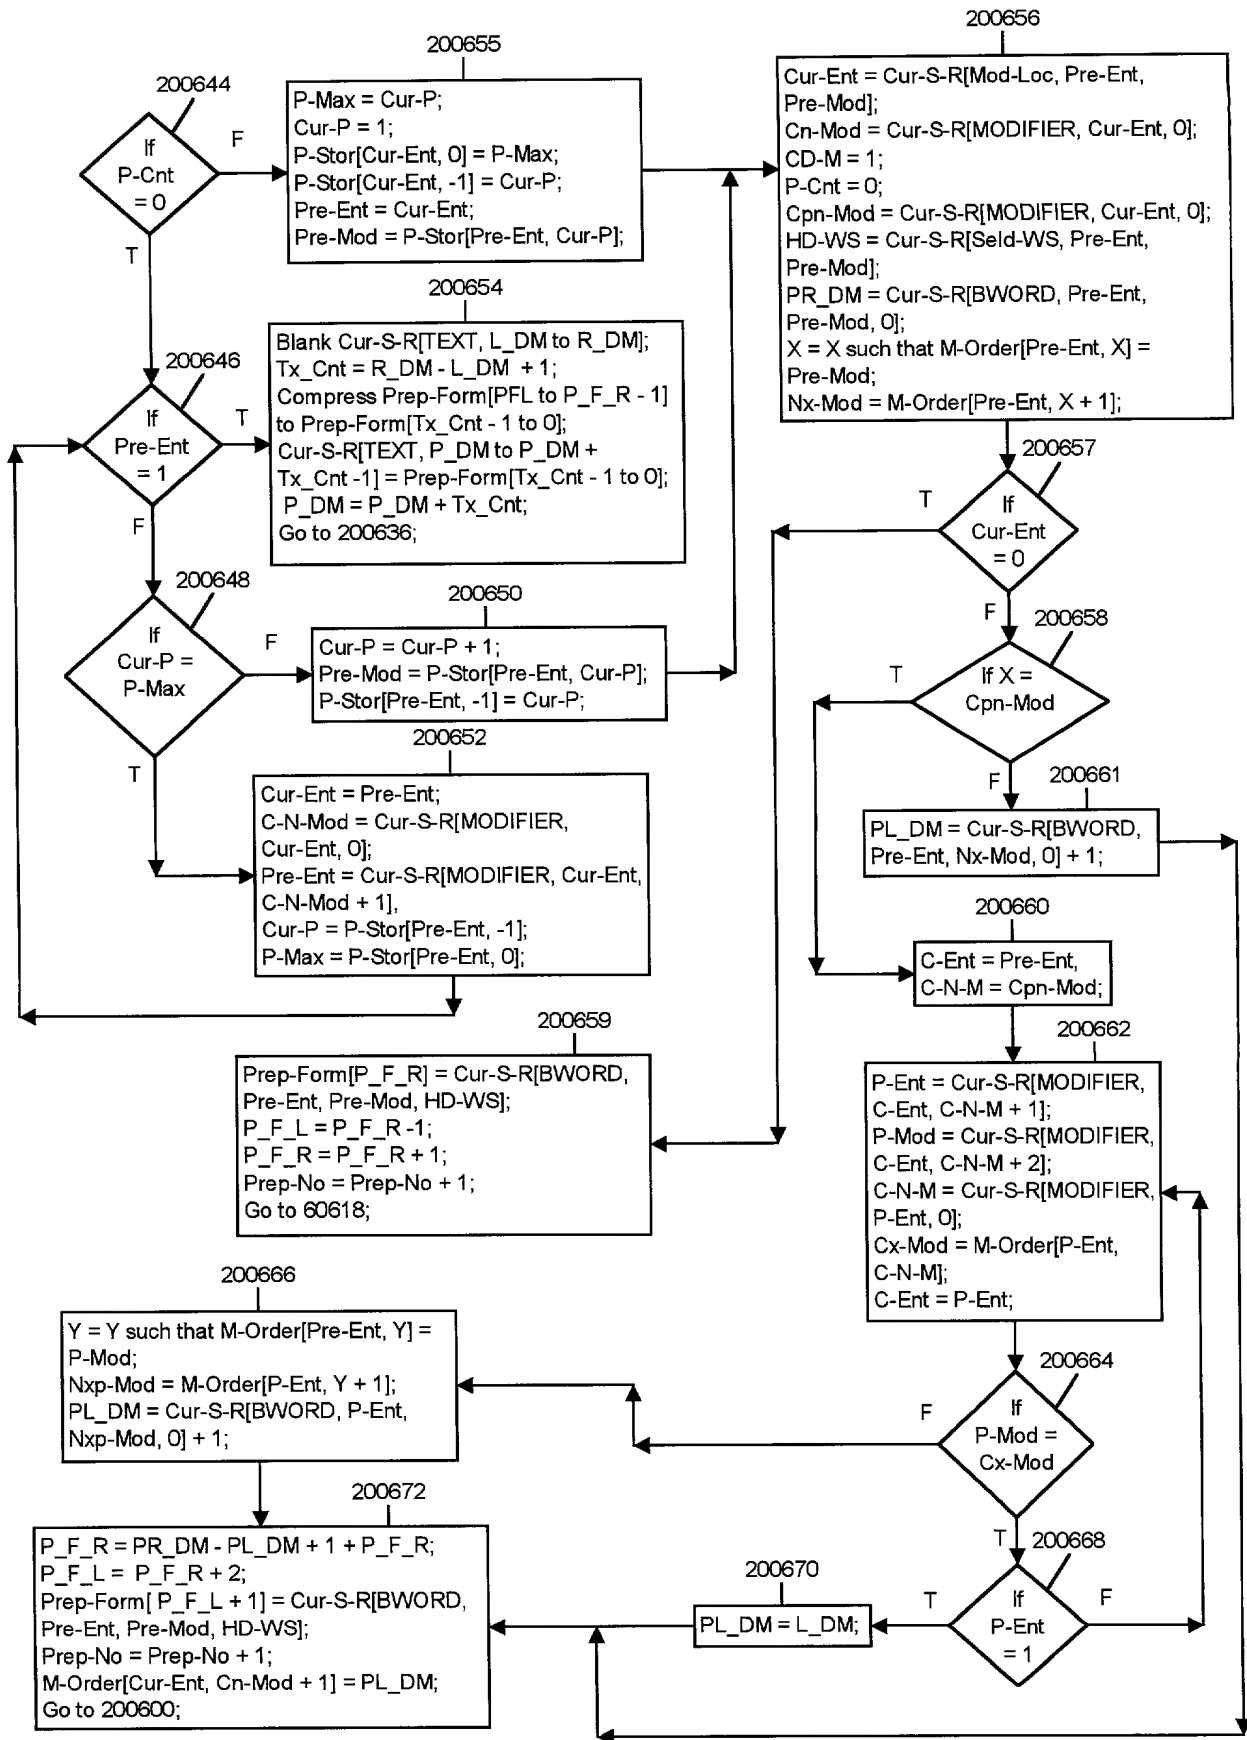 200655
200644
P-Max = Cur-P;
Cur-P = 1;
P-Stor[Cur-Ent, 0] = P-Max;
P-Stor[Cur-Ent, -1] = Cur-P;
Pre-Ent = Cur-Ent;
Pre-Mod = P-Stor[Pre-Ent, Cur-P];
If
P-Cnt
= 0
F
T
200654
Blank Cur-S-R[TEXT, L_DM to R_DM];
Tx_Cnt = R_DM - L_DM + 1;
Compress Prep-Form[PFL to P_F_R - 1]
to Prep-Form[Tx_Cnt - 1 to 0];
Cur-S-R[TEXT, P_DM to P_DM +
Tx_Cnt -1] = Prep-Form[Tx_Cnt - 1 to 0];
P_DM = P_DM + Tx_Cnt;
Go to 200636;
200646
If
Pre-Ent
= 1
T
F
200648
If
Cur-P =
P-Max
F
T
200650
Cur-P = Cur-P + 1;
Pre-Mod = P-Stor[Pre-Ent, Cur-P];
P-Stor[Pre-Ent, -1] = Cur-P;
200652
Cur-Ent = Pre-Ent;
C-N-Mod = Cur-S-R[MODIFIER,
Cur-Ent, 0];
Pre-Ent = Cur-S-R[MODIFIER, Cur-Ent,
C-N-Mod + 1],
Cur-P = P-Stor[Pre-Ent, -1];
P-Max = P-Stor[Pre-Ent, 0];
200656
Cur-Ent = Cur-S-R[Mod-Loc, Pre-Ent,
Pre-Mod];
Cn-Mod = Cur-S-R[MODIFIER, Cur-Ent, 0];
CD-M = 1;
P-Cnt = 0;
Cpn-Mod = Cur-S-R[MODIFIER, Cur-Ent, 0];
HD-WS = Cur-S-R[Seld-WS, Pre-Ent,
Pre-Mod];
PR_DM = Cur-S-R[BWORD, Pre-Ent,
Pre-Mod, 0];
X = X such that M-Order[Pre-Ent, X] =
Pre-Mod;
Nx-Mod = M-Order[Pre-Ent, X + 1];
200657
If
Cur-Ent
= 0
T
F
200658
If X =
Cpn-Mod
T
F
200661
PL_DM = Cur-S-R[BWORD,
Pre-Ent, Nx-Mod, 0] + 1;
200660
C-Ent = Pre-Ent,
C-N-M = Cpn-Mod;
200659
Prep-Form[P_F_R] = Cur-S-R[BWORD,
Pre-Ent, Pre-Mod, HD-WS];
P_F_L = P_F_R -1;
P_F_R = P_F_R + 1;
Prep-No = Prep-No + 1;
Go to 60618;
200662
P-Ent = Cur-S-R[MODIFIER,
C-Ent, C-N-M + 1];
P-Mod = Cur-S-R[MODIFIER,
C-Ent, C-N-M + 2];
C-N-M = Cur-S-R[MODIFIER,
P-Ent, 0];
Cx-Mod = M-Order[P-Ent,
C-N-M];
C-Ent = P-Ent;
200664
If
P-Mod =
Cx-Mod
F
T
200666
Y = Y such that M-Order[Pre-Ent, Y] =
P-Mod;
Nxp-Mod = M-Order[P-Ent, Y + 1];
PL_DM = Cur-S-R[BWORD, P-Ent,
Nxp-Mod, 0] + 1;
200668
If
P-Ent
= 1
T
F
200670
PL_DM = L_DM;
200672
P_F_R = PR_DM - PL_DM + 1 + P_F_R;
P_F_L = P_F_R + 2;
Prep-Form[ P_F_L + 1] = Cur-S-R[BWORD,
Pre-Ent, Pre-Mod, HD-WS];
Prep-No = Prep-No + 1;
M-Order[Cur-Ent, Cn-Mod + 1] = PL_DM;
Go to 200600;